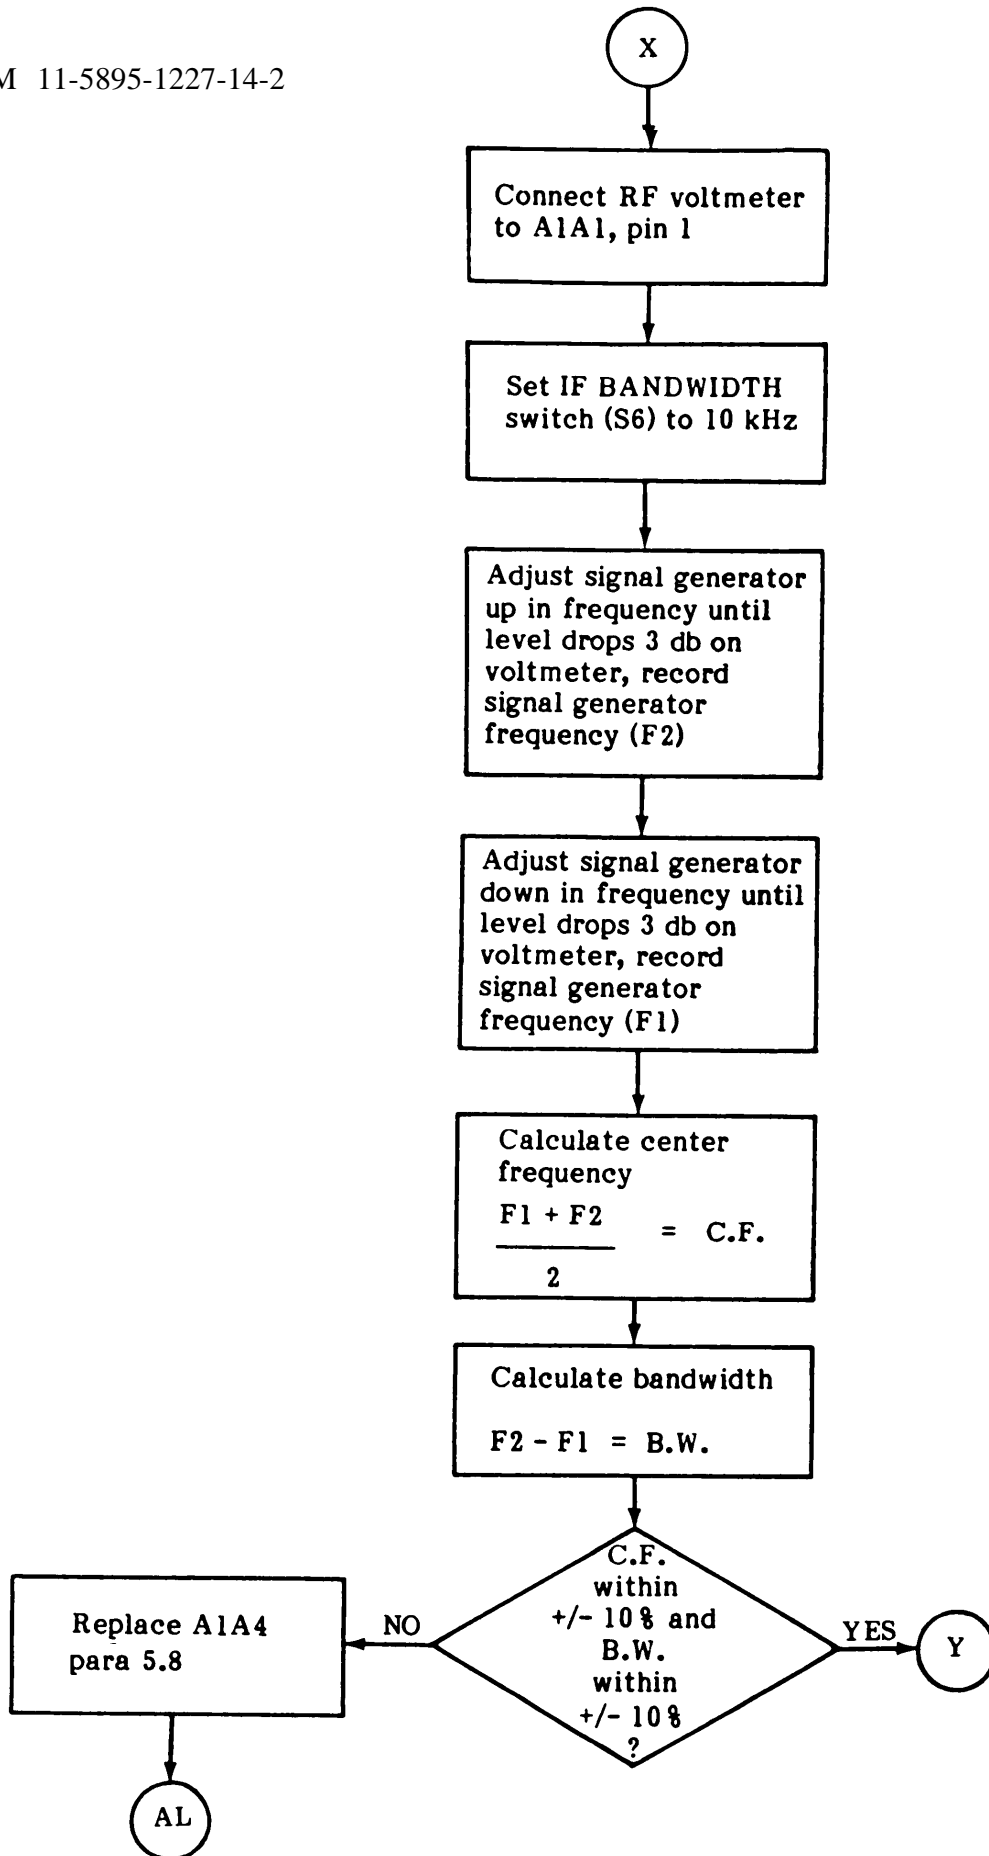 M 11-5895-1227-14-2
X
Connect RF voltmeter
to A1A1, pin 1
Set IF BANDWIDTH
switch (S6) to 10 kHz
Adjust signal generator
up in frequency until
level drops 3 db on
voltmeter, record
signal generator
frequency (F2)
Adjust signal generator
down in frequency until
level drops 3 db on
voltmeter, record
signal generator
frequency (F1)
Calculate center
frequency
F1 + F2
= C.F.
2
Calculate bandwidth
F2 - F1 = B.W.
C.F.
within
+/- 10% and
B.W.
within
+/- 10%
?
NO
YES
Y
Replace A1A4
para 5.8
AL